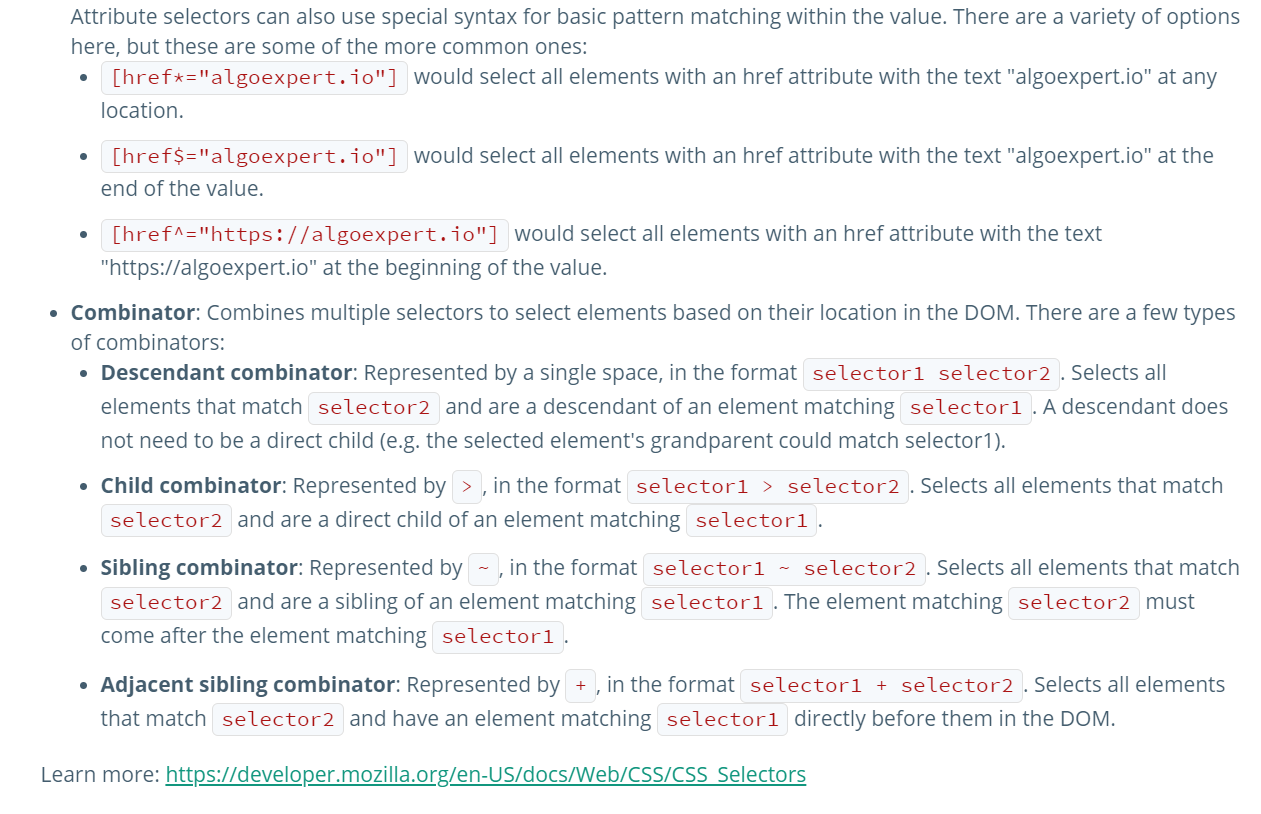 Attribute selectors can also use special syntax for basic pattern matching within the value. There are a variety of options
here, but these are some of the more common ones:
• [href*="algoexpert.io"] would select all elements with an href attribute with the text "algoexpert.io" at any
location.
• [href$="algoexpert.io"] would select all elements with an href attribute with the text "algoexpert.io" at the
end of the value.
• [href^="https://algoexpert.io"] would select all elements with an href attribute with the text
"https://algoexpert.io" at the beginning of the value.
• Combinator: Combines multiple selectors to select elements based on their location in the DOM. There are a few types
of combinators:
• Descendant combinator: Represented by a single space, in the format selector1 selector2. Selects all
elements that match selector2 and are a descendant of an element matching selector1. A descendant does
not need to be a direct child (e.g. the selected element's grandparent could match selector1).
• Child combinator: Represented by >, in the format selector1 > selector2. Selects all elements that match
selector2 and are a direct child of an element matching selector1.
• Sibling combinator: Represented by ~, in the format selector1 ~ selector2. Selects all elements that match
selector2 and are a sibling of an element matching selector1. The element matching selector2 must
come after the element matching selector1.
• Adjacent sibling combinator: Represented by +, in the format selector1 + selector2. Selects all elements
that match selector2 and have an element matching selector1 directly before them in the DOM.
Learn more: https://developer.mozilla.org/en-US/docs/Web/CSS/CSS_Selectors